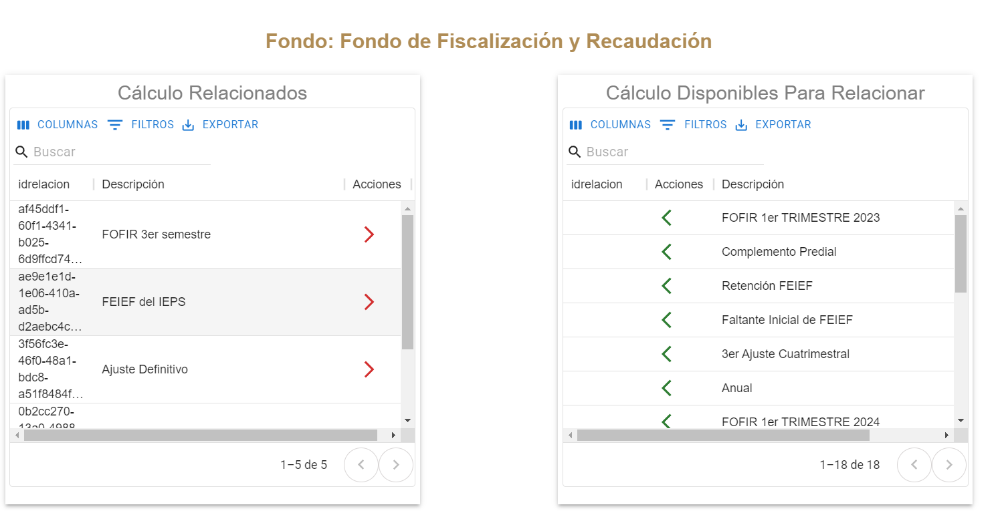 Fondo: Fondo de Fiscalización y Recaudación
Cálculo Relacionados
COLUMNAS FILTROS EXPORTAR
Buscar
idrelacion Descripción Acciones
af45ddf1-
60f1-4341-
b025-
6d9ffcd74…
FOFIR 3er semestre
ae9e1e1d-
1e06-410a-
ad5b-
d2aebc4c…
FEIEF del IEPS
3f56fc3e-
46f0-48a1-
bdc8-
a51f8484f…
Ajuste Definitivo
0b2cc270-
13a0-4988
1–5 de 5
Cálculo Disponibles Para Relacionar
COLUMNAS FILTROS EXPORTAR
Buscar
idrelacion Acciones Descripción
FOFIR 1er TRIMESTRE 2023
Complemento Predial
Retención FEIEF
Faltante Inicial de FEIEF
3er Ajuste Cuatrimestral
Anual
FOFIR 1er TRIMESTRE 2024
1–18 de 18